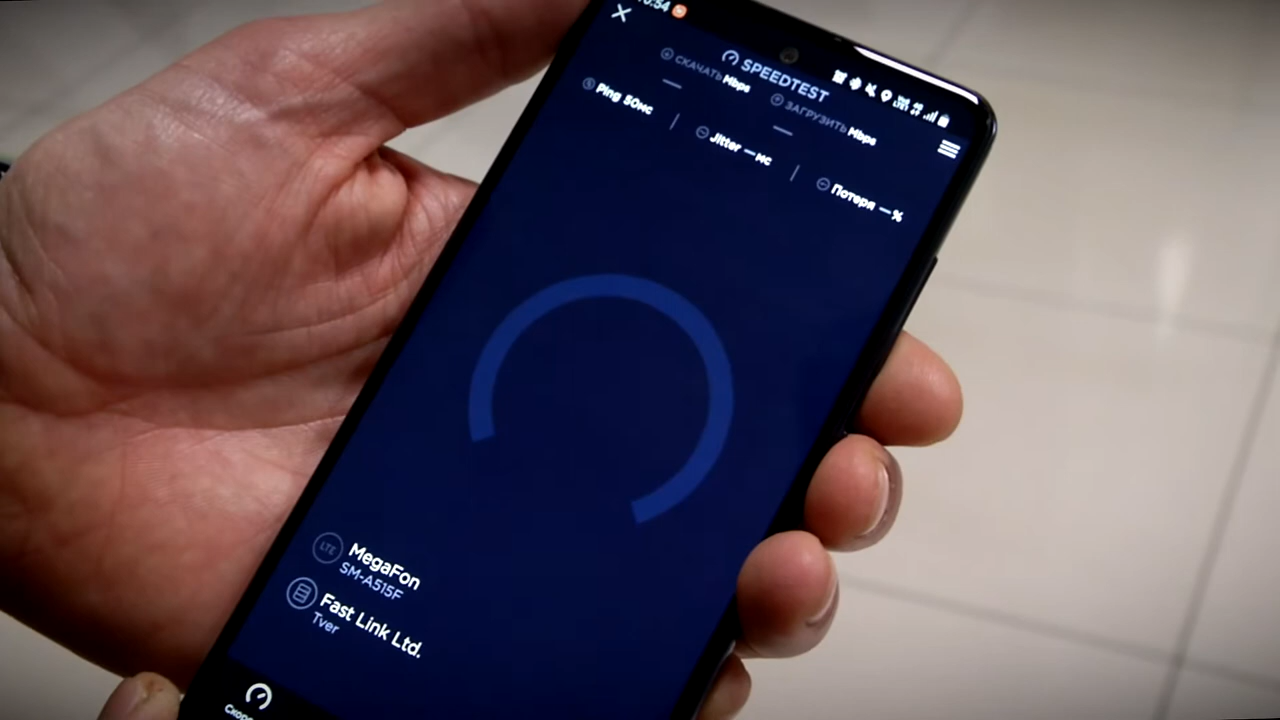 SPEEDTEST
СКАЧАТЬ Mbps
ЗАГРУЗИТЬ Mbps
Ping 50мс
Jitter — мс
Потеря — %
LTE
MegaFon
SM-A515F
Fast Link Ltd.
Tver